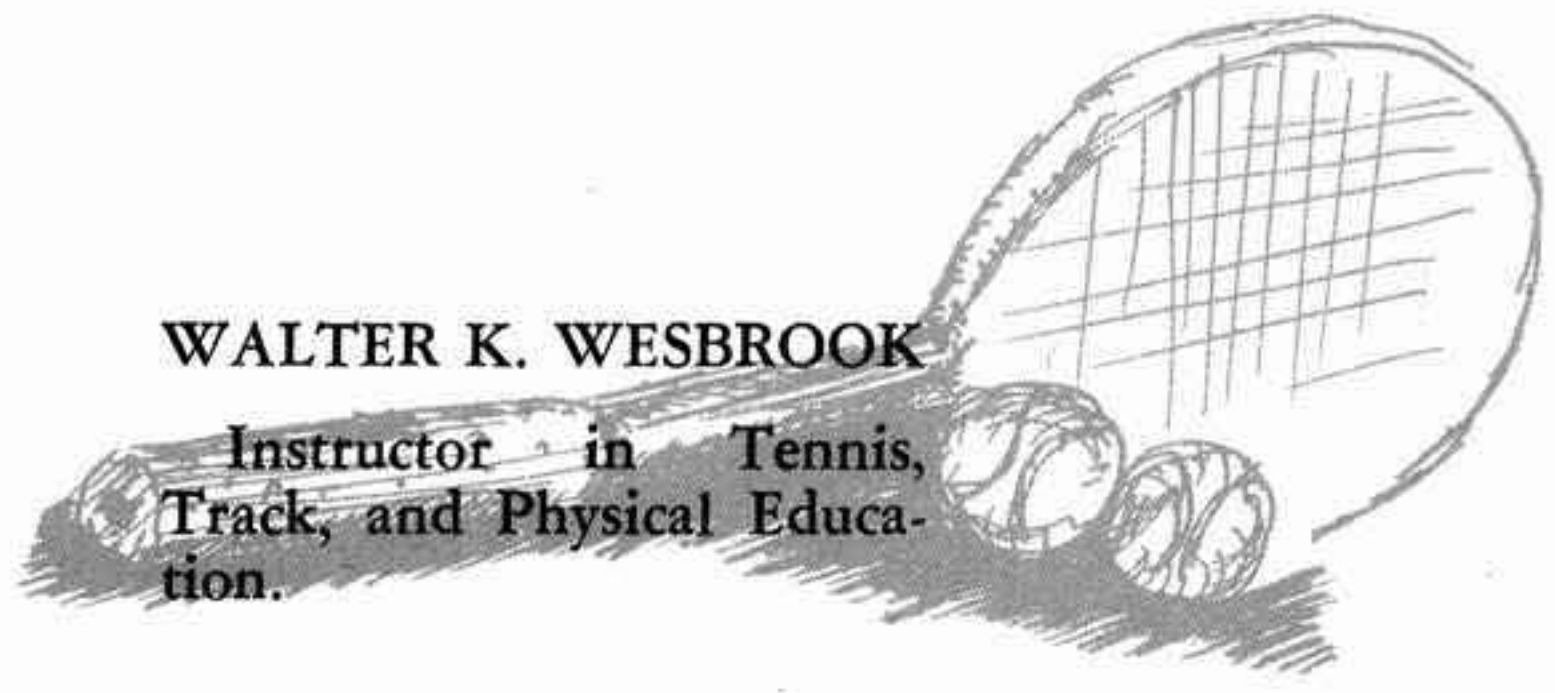 WALTER K. WESBROOK
Instructor in Tennis,
Track, and Physical Educa-
tion.